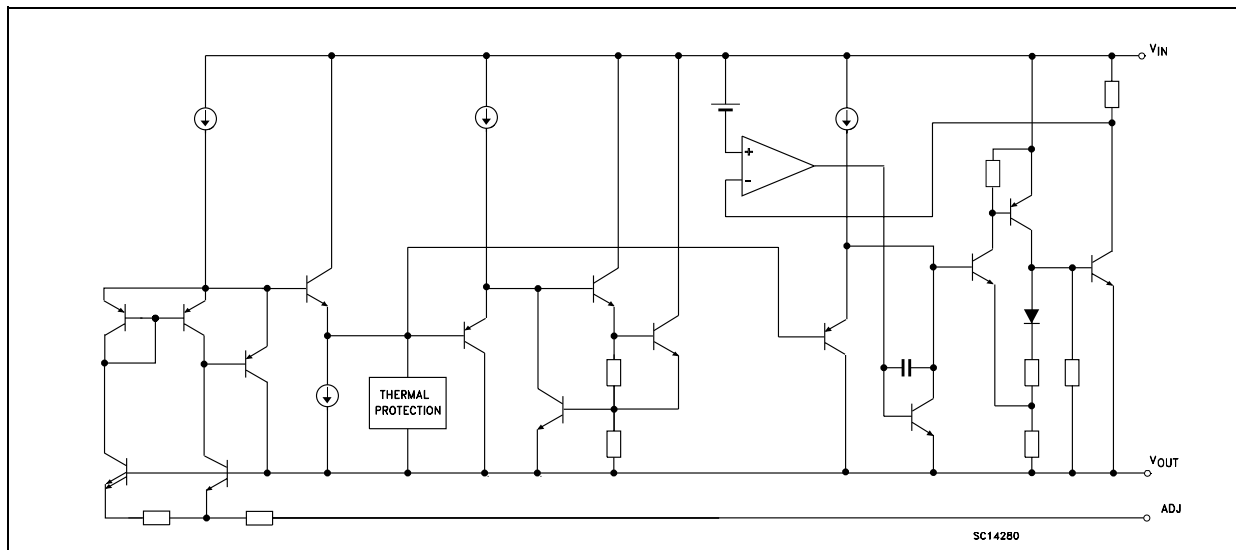 VIN
+
-
THERMAL
PROTECTION
VOUT
ADJ
SC14280